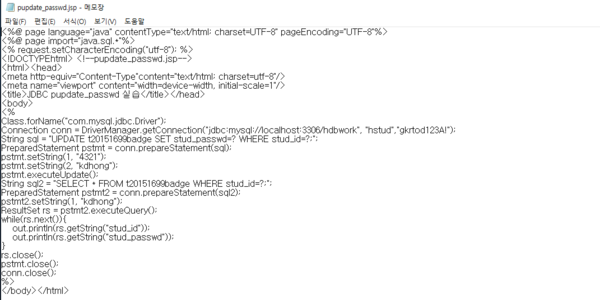 pupdate_passwd.jsp - 메모장
파일(F) 편집(E) 서식(O) 보기(V) 도움말
<%@ page language="java" contentType="text/html; charset=UTF-8" pageEncoding="UTF-8"%>
<%@ page import="java.sql.*"%>
<% request.setCharacterEncoding("utf-8"); %>
<!DOCTYPEhtml> <!--pupdate_passwd.jsp-->
<html><head>
<meta http-equiv="Content-Type"content="text/html; charset=utf-8"/>
<meta name="viewport" content="width=device-width, initial-scale=1"/>
<title>JDBC pupdate_passwd 실습</title></head>
<body>
<%
Class.forName("com.mysql.jdbc.Driver");
Connection conn = DriverManager.getConnection("jdbc:mysql://localhost:3306/hdbwork", "hstud","gkrtod123A!");
String sql = "UPDATE t20151699badge SET stud_passwd=? WHERE stud_id=?;";
PreparedStatement pstmt = conn.prepareStatement(sql);
pstmt.setString(1, "4321");
pstmt.setString(2, "kdhong");
pstmt.executeUpdate();
String sql2 = "SELECT * FROM t20151699badge WHERE stud_id=?;";
PreparedStatement pstmt2 = conn.prepareStatement(sql2);
pstmt2.setString(1, "kdhong");
ResultSet rs = pstmt2.executeQuery();
while(rs.next()){
out.println(rs.getString("stud_id"));
out.println(rs.getString("stud_passwd"));
}
rs.close();
pstmt.close();
conn.close();
%>
</body></html>